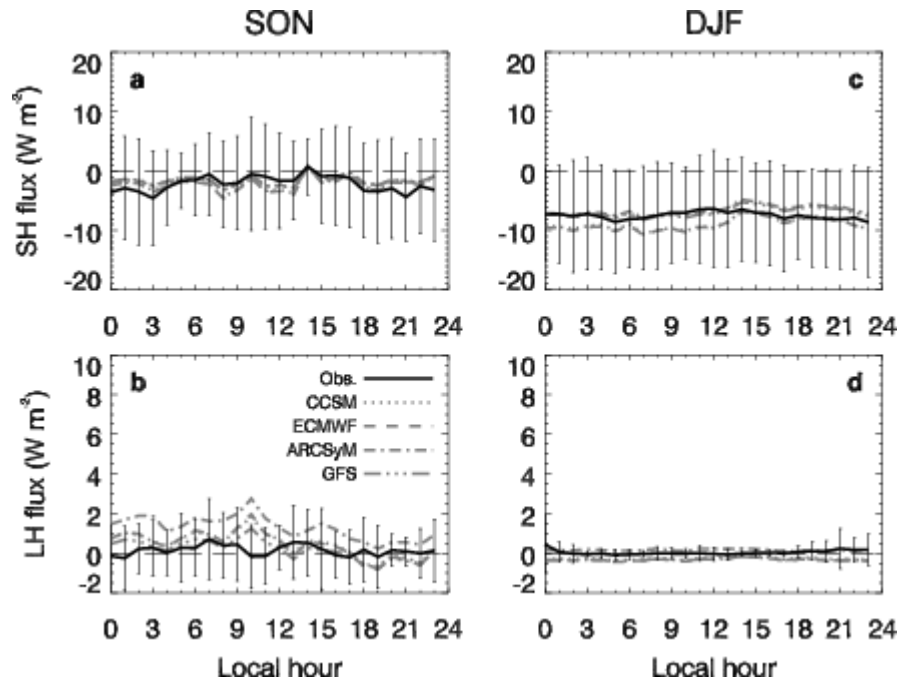 SON
DJF
SH flux (W m⁻²)
a
20
10
0
-10
-20
0 3 6 9 12 15 18 21 24
c
20
10
0
-10
-20
0 3 6 9 12 15 18 21 24
LH flux (W m⁻²)
b
10
8
6
4
2
0
-2
Obs.
CCSM
ECMWF
ARCSyM
GFS
0 3 6 9 12 15 18 21 24
Local hour
d
10
8
6
4
2
0
-2
0 3 6 9 12 15 18 21 24
Local hour